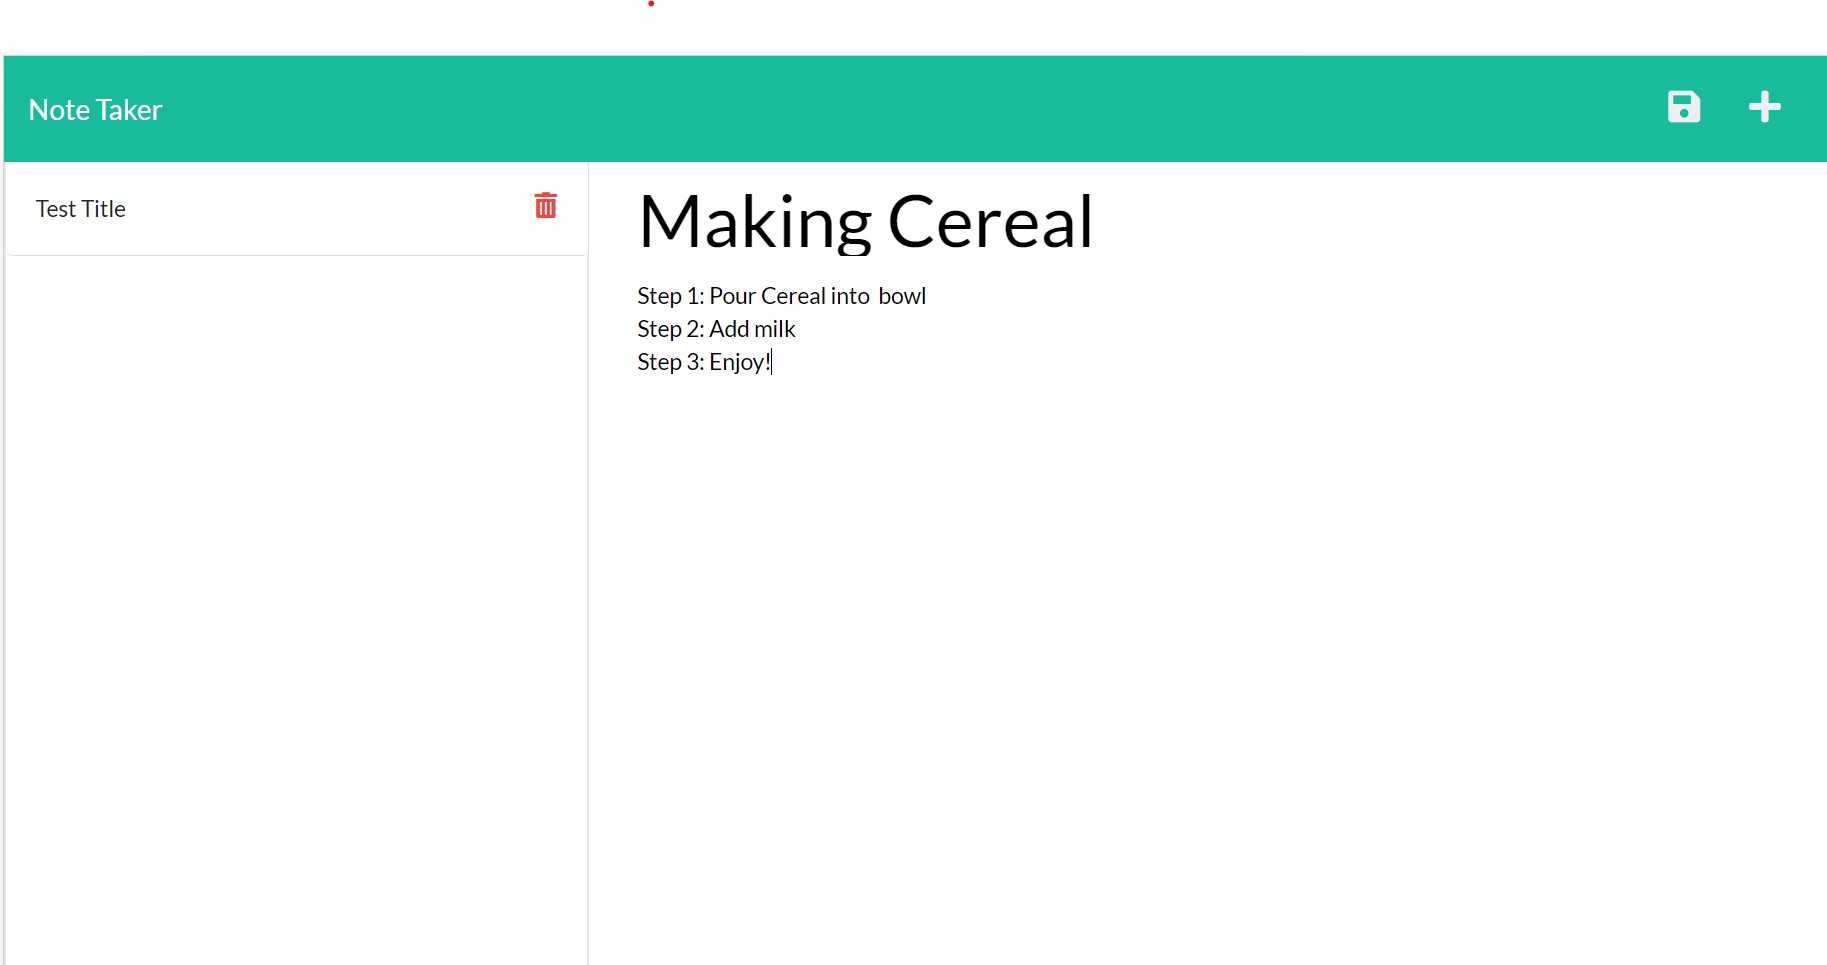 Note Taker
Test Title
Making Cereal
Step 1: Pour Cereal into  bowl
Step 2: Add milk
Step 3: Enjoy!